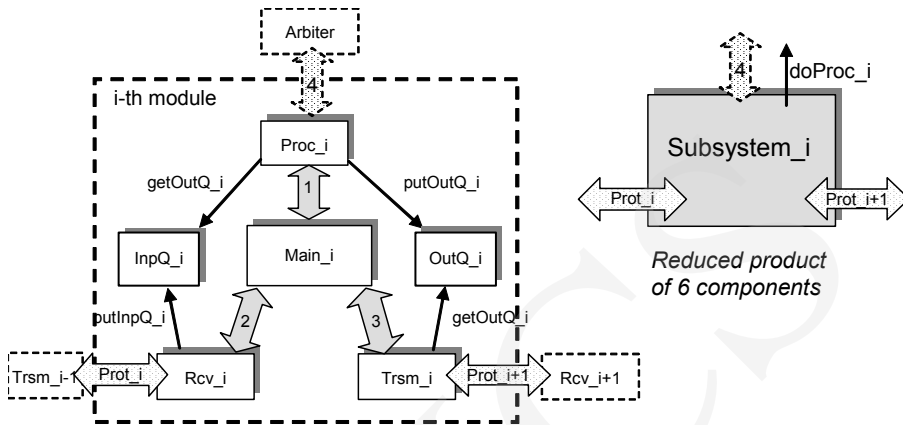 Arbiter
4
i-th module
Proc_i
getOutQ_i
putOutQ_i
1
InpQ_i
Main_i
OutQ_i
putInpQ_i
2
3
getOutQ_i
Trsm_i-1
Prot_i
Rcv_i
Trsm_i
Prot_i+1
Rcv_i+1
4
doProc_i
Subsystem_i
Prot_i
Prot_i+1
Reduced product
of 6 components
CS